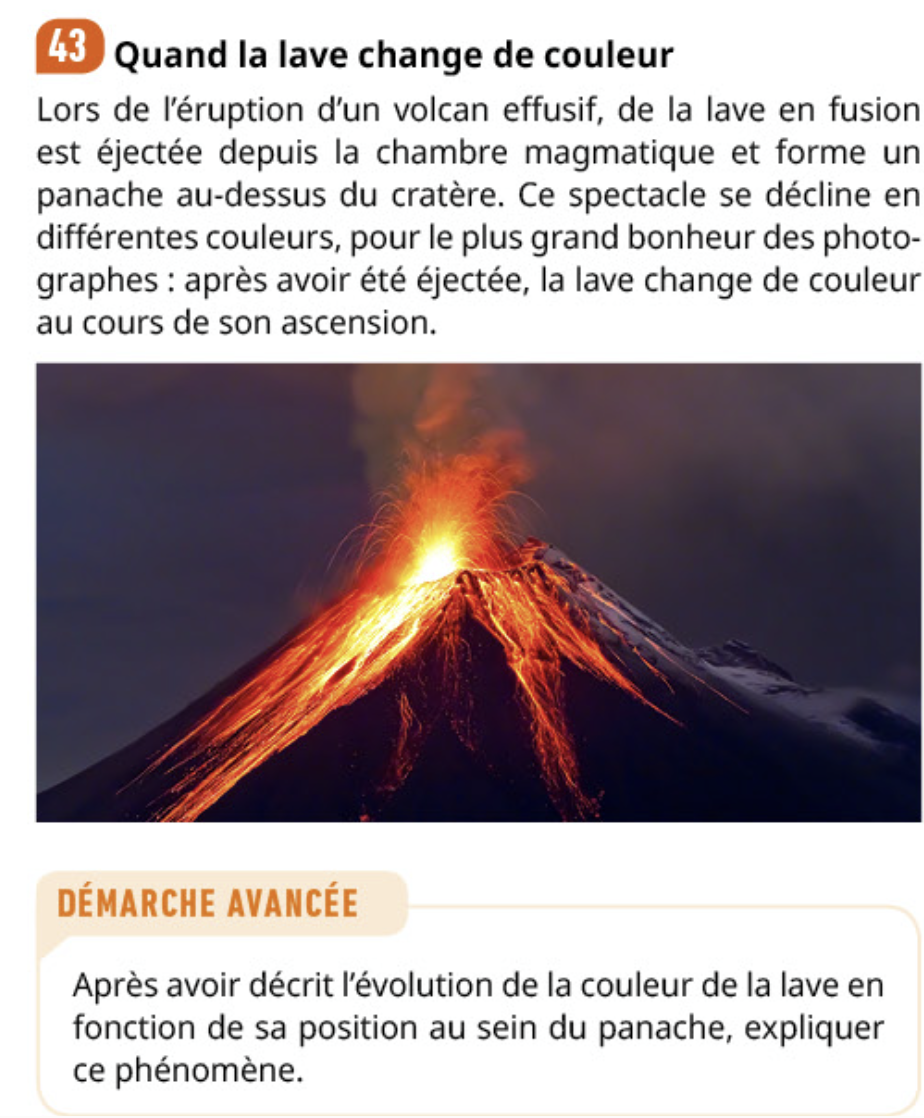 43 Quand la lave change de couleur
Lors de l'éruption d'un volcan effusif, de la lave en fusion
est éjectée depuis la chambre magmatique et forme un
panache au-dessus du cratère. Ce spectacle se décline en
différentes couleurs, pour le plus grand bonheur des photo-
graphes : après avoir été éjectée, la lave change de couleur
au cours de son ascension.
DÉMARCHE AVANCÉE
Après avoir décrit l'évolution de la couleur de la lave en
fonction de sa position au sein du panache, expliquer
ce phénomène.